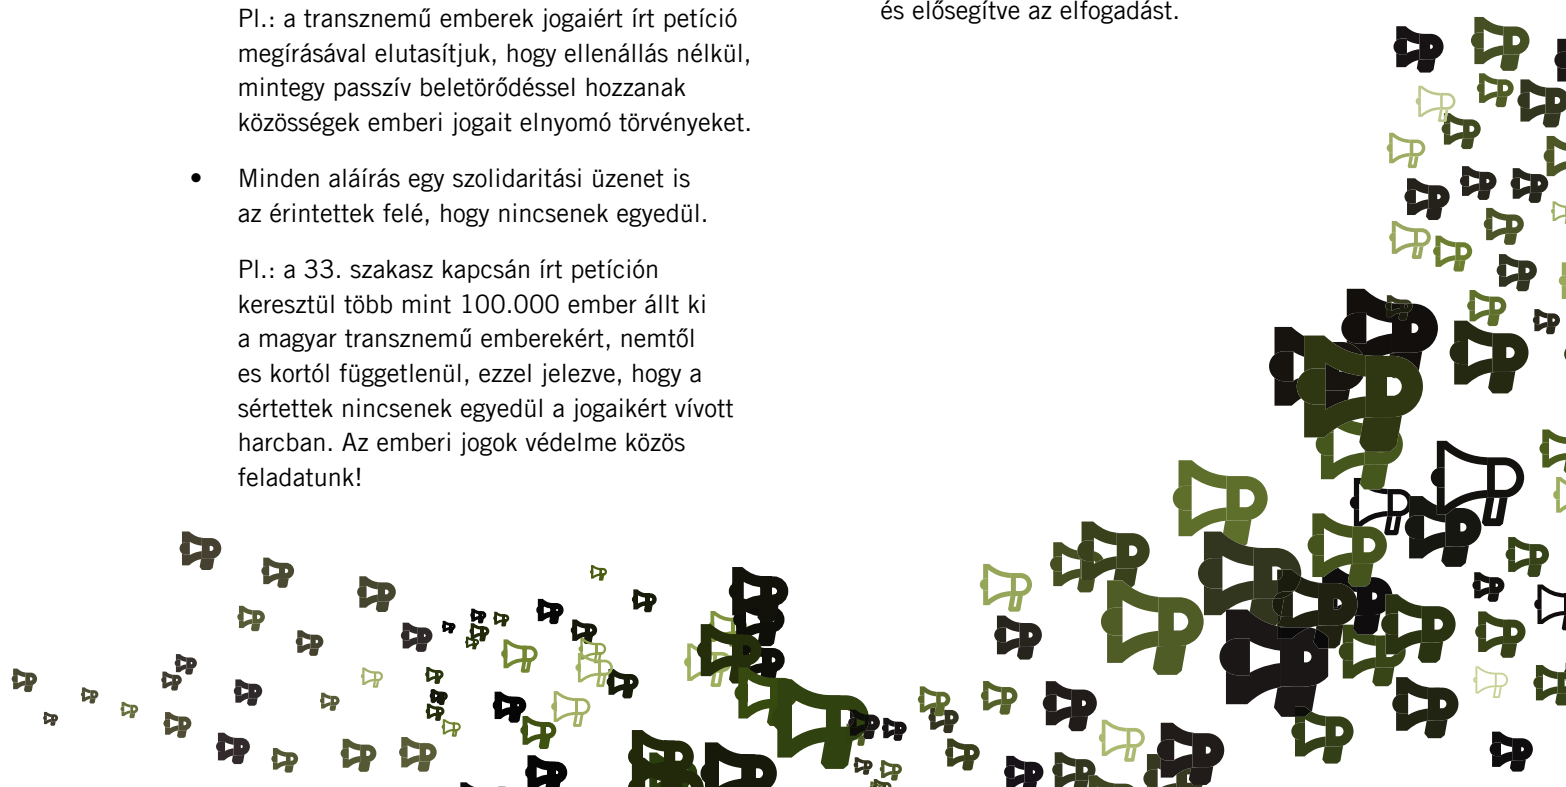 Pl.: a transznemű emberek jogaiért írt petíció
megírásával elutasítjuk, hogy ellenállás nélkül,
mintegy passzív beletörődéssel hozzanak
közösségek emberi jogait elnyomó törvényeket.
• Minden aláírás egy szolidaritási üzenet is
az érintettek felé, hogy nincsenek egyedül.
Pl.: a 33. szakasz kapcsán írt petíción
keresztül több mint 100.000 ember állt ki
a magyar transznemű emberekért, nemtől
es kortól függetlenül, ezzel jelezve, hogy a
sértettek nincsenek egyedül a jogaikért vívott
harcban. Az emberi jogok védelme közös
feladatunk!
és elősegítve az elfogadást.